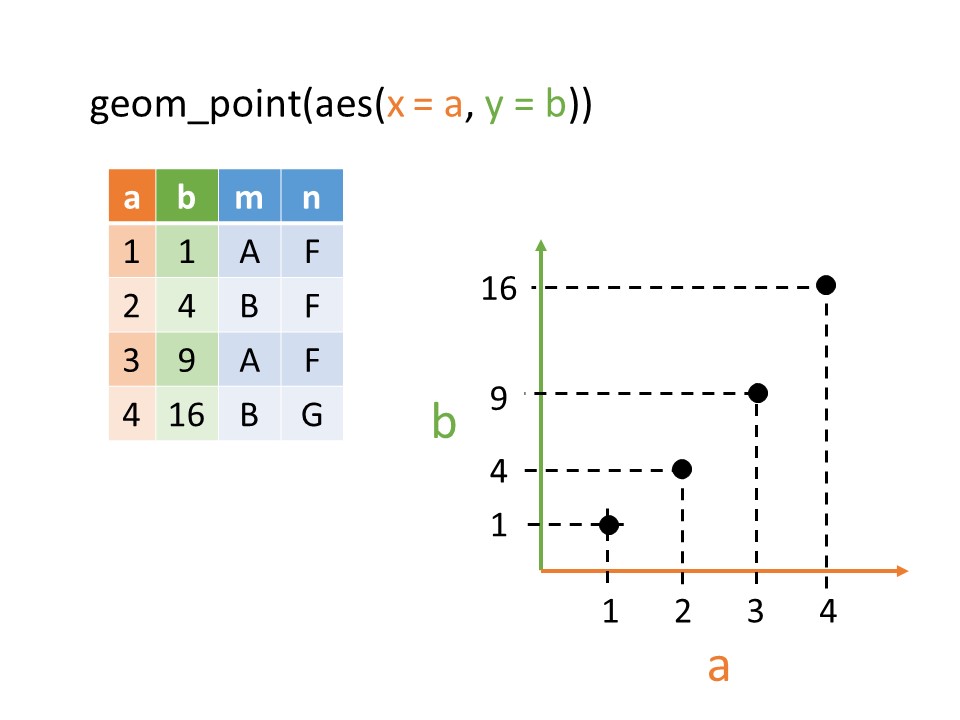 geom_point(aes(x = a, y = b))
a b m n
1 1 A F
2 4 B F
3 9 A F
4 16 B G
16
9
b
4
1
1 2 3 4
a